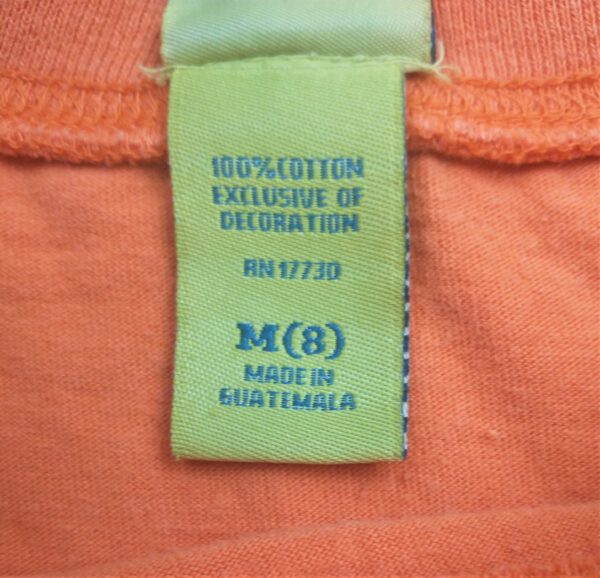 100% COTTON
EXCLUSIVE OF
DECORATION
RN 17730
M(8)
MADE IN
GUATEMALA